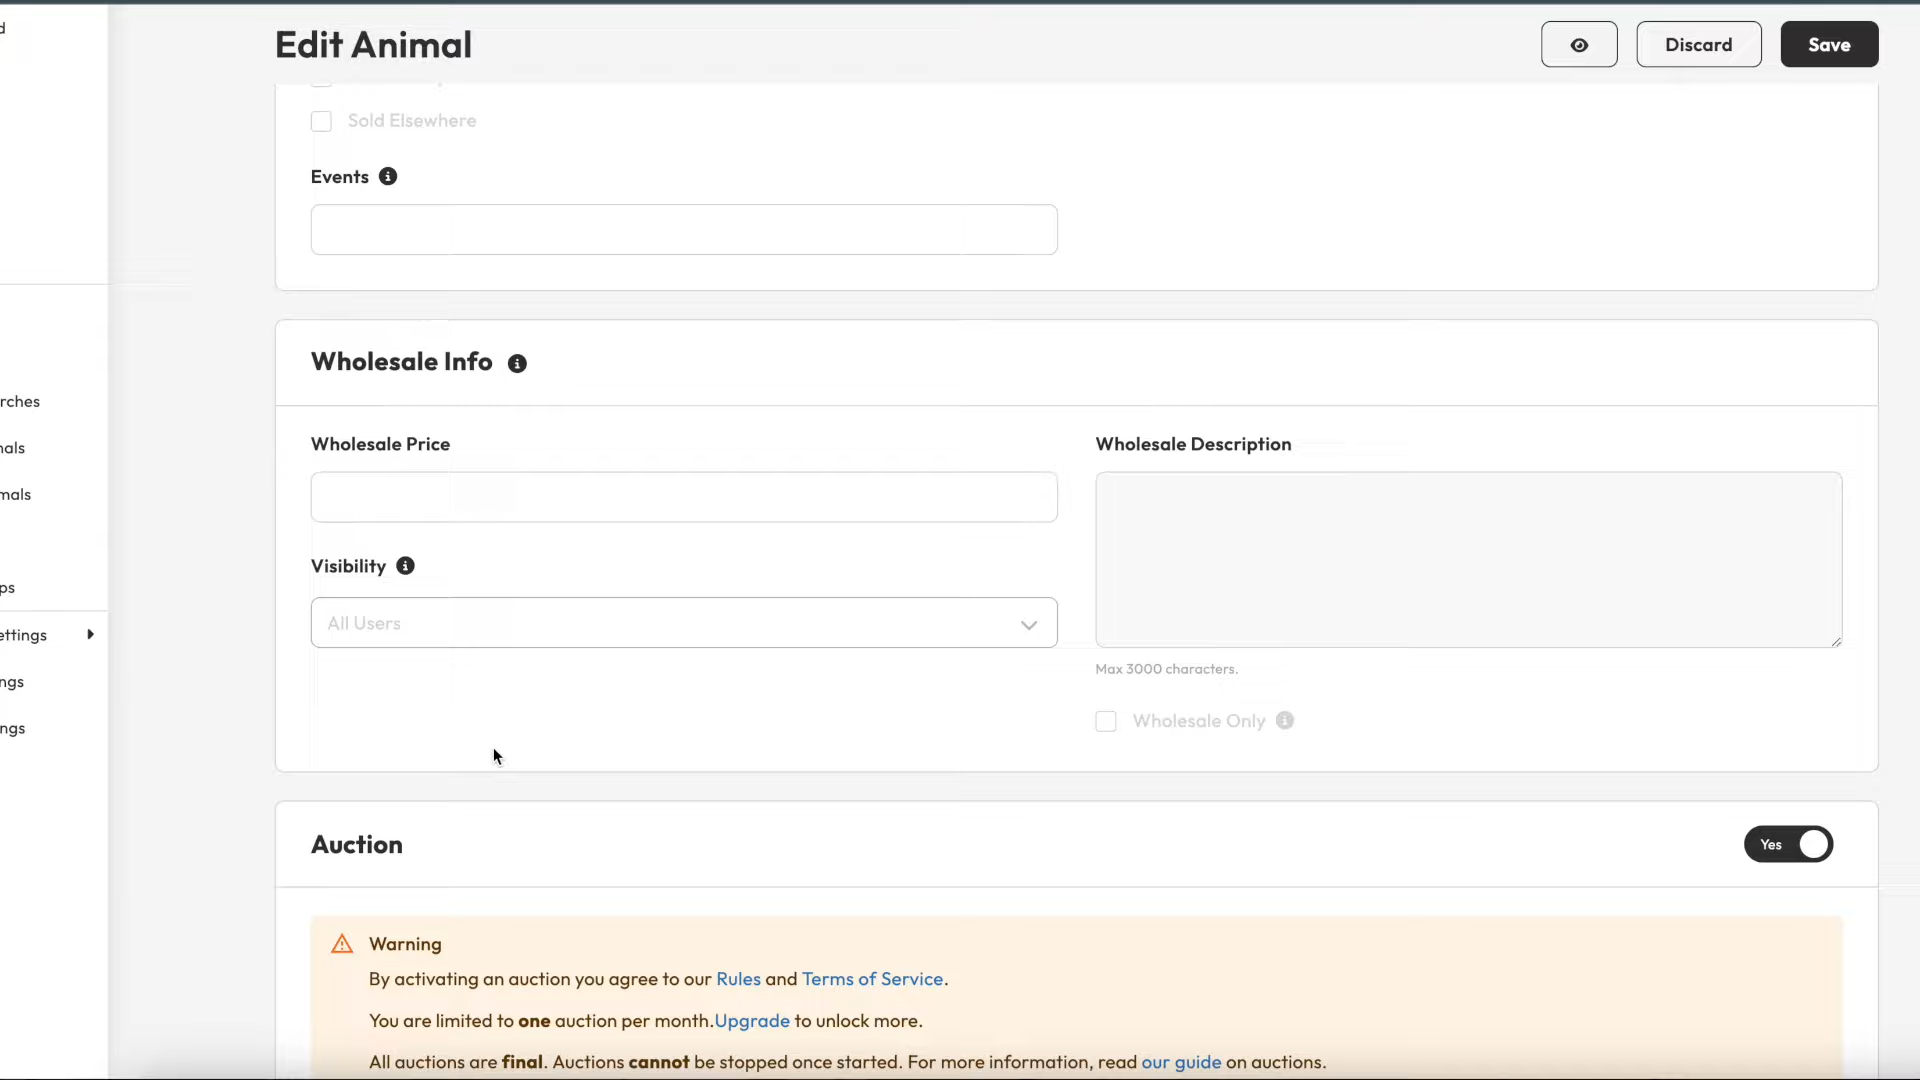 Edit Animal
Discard
Save
Sold Elsewhere
Events
Wholesale Info
rches
nals
mals
ps
ettings
ngs
ngs
Wholesale Price
Wholesale Description
Visibility
All Users
Max 3000 characters.
Wholesale Only
Auction
Yes
Warning
By activating an auction you agree to our Rules and Terms of Service.
You are limited to one auction per month.Upgrade to unlock more.
All auctions are final. Auctions cannot be stopped once started. For more information, read our guide on auctions.